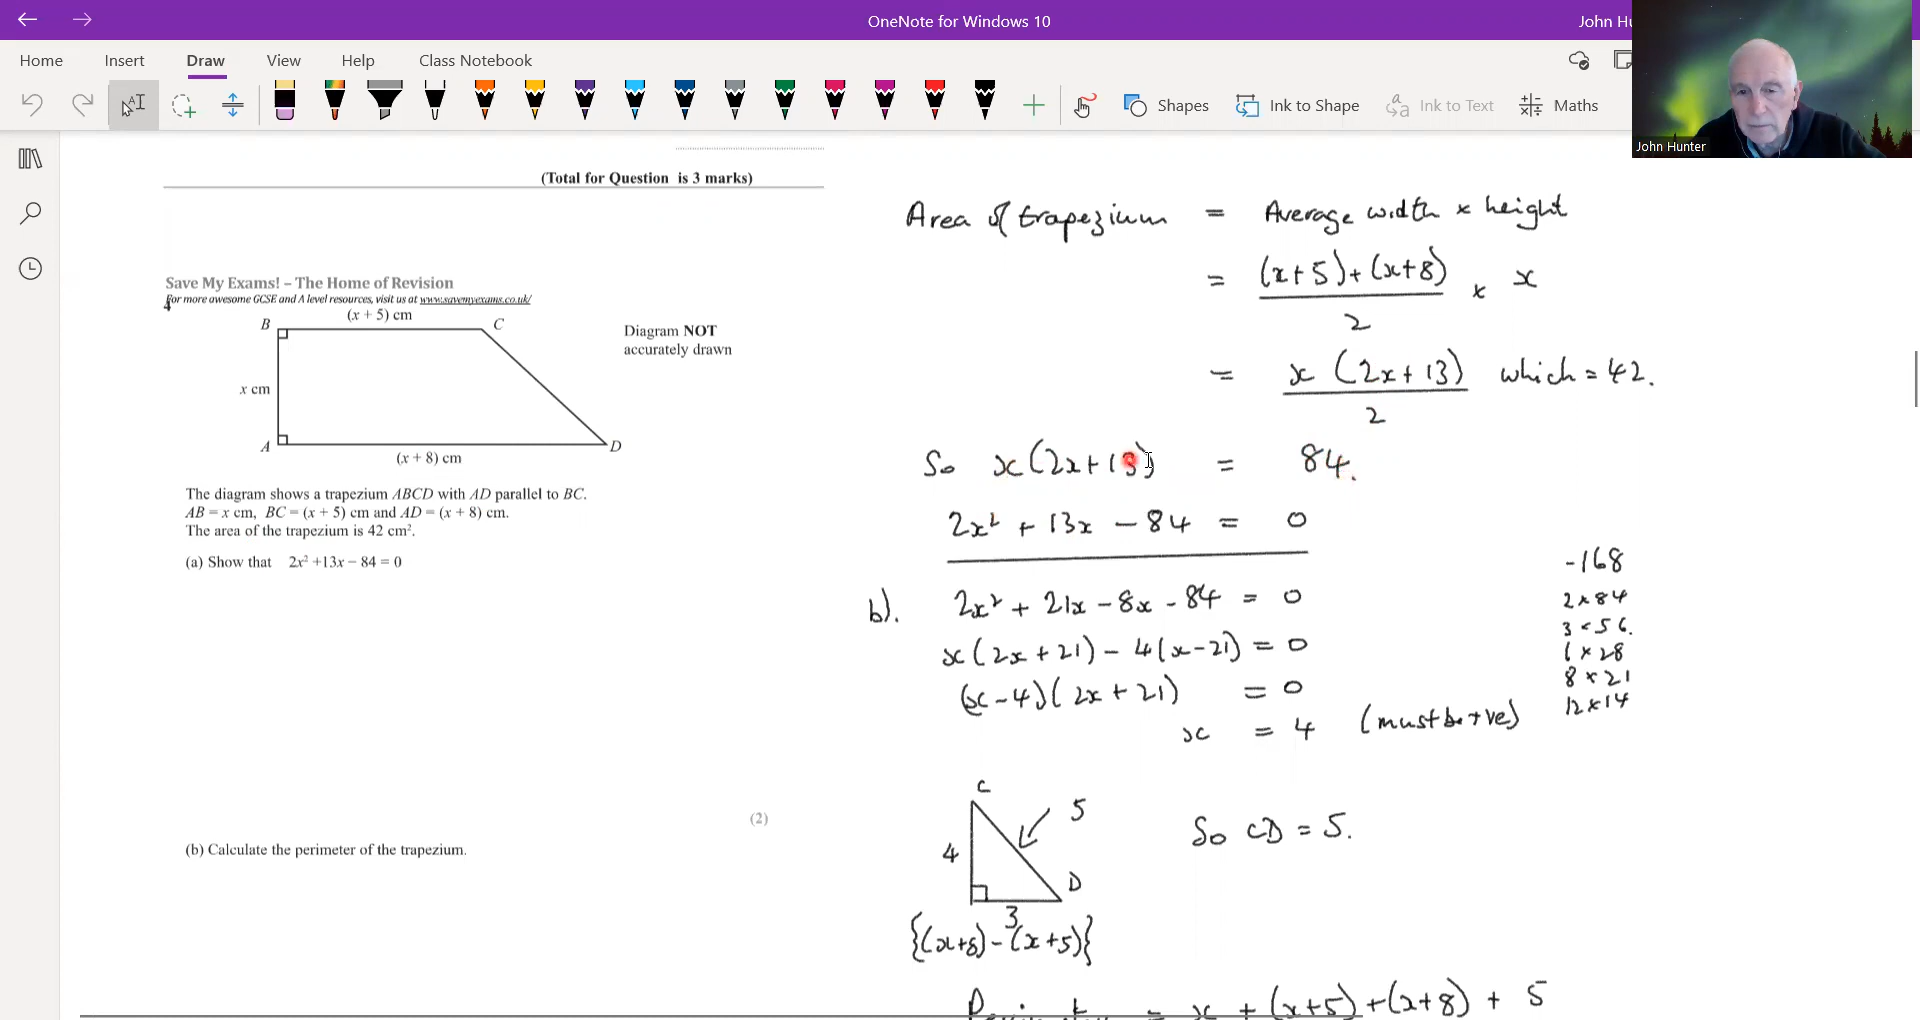 OneNote for Windows 10
John Hu
Home Insert Draw View Help Class Notebook
Shapes Ink to Shape Ink to Text Maths
John Hunter
(Total for Question is 3 marks)
Save My Exams! – The Home of Revision
For more awesome GCSE and A level resources, visit us at www.savemyexams.co.uk/
4
(x + 5) cm
B C
Diagram NOT
accurately drawn
x cm
A D
(x + 8) cm
The diagram shows a trapezium ABCD with AD parallel to BC.
AB = x cm, BC = (x + 5) cm and AD = (x + 8) cm.
The area of the trapezium is 42 cm².
(a) Show that 2x² +13x – 84 = 0
(2)
(b) Calculate the perimeter of the trapezium.
Area of trapezium = Average width × height
= (x+5)+(x+8) × x
2
= x (2x+13) which = 42.
2
So x(2x+13) = 84.
2x² + 13x - 84 = 0
b). 2x² + 21x - 8x - 84 = 0
x(2x+21) - 4(x-21) = 0
(x-4)(2x+21) = 0
x = 4 (must be +ve)
-168
2 × 84
3 × 56.
6 × 28
8 × 21
12 × 14
C
5
4
D
3
{(x+8)-(x+5)}
So CD = 5.
Perimeter = x + (x+5)+(x+8) + 5